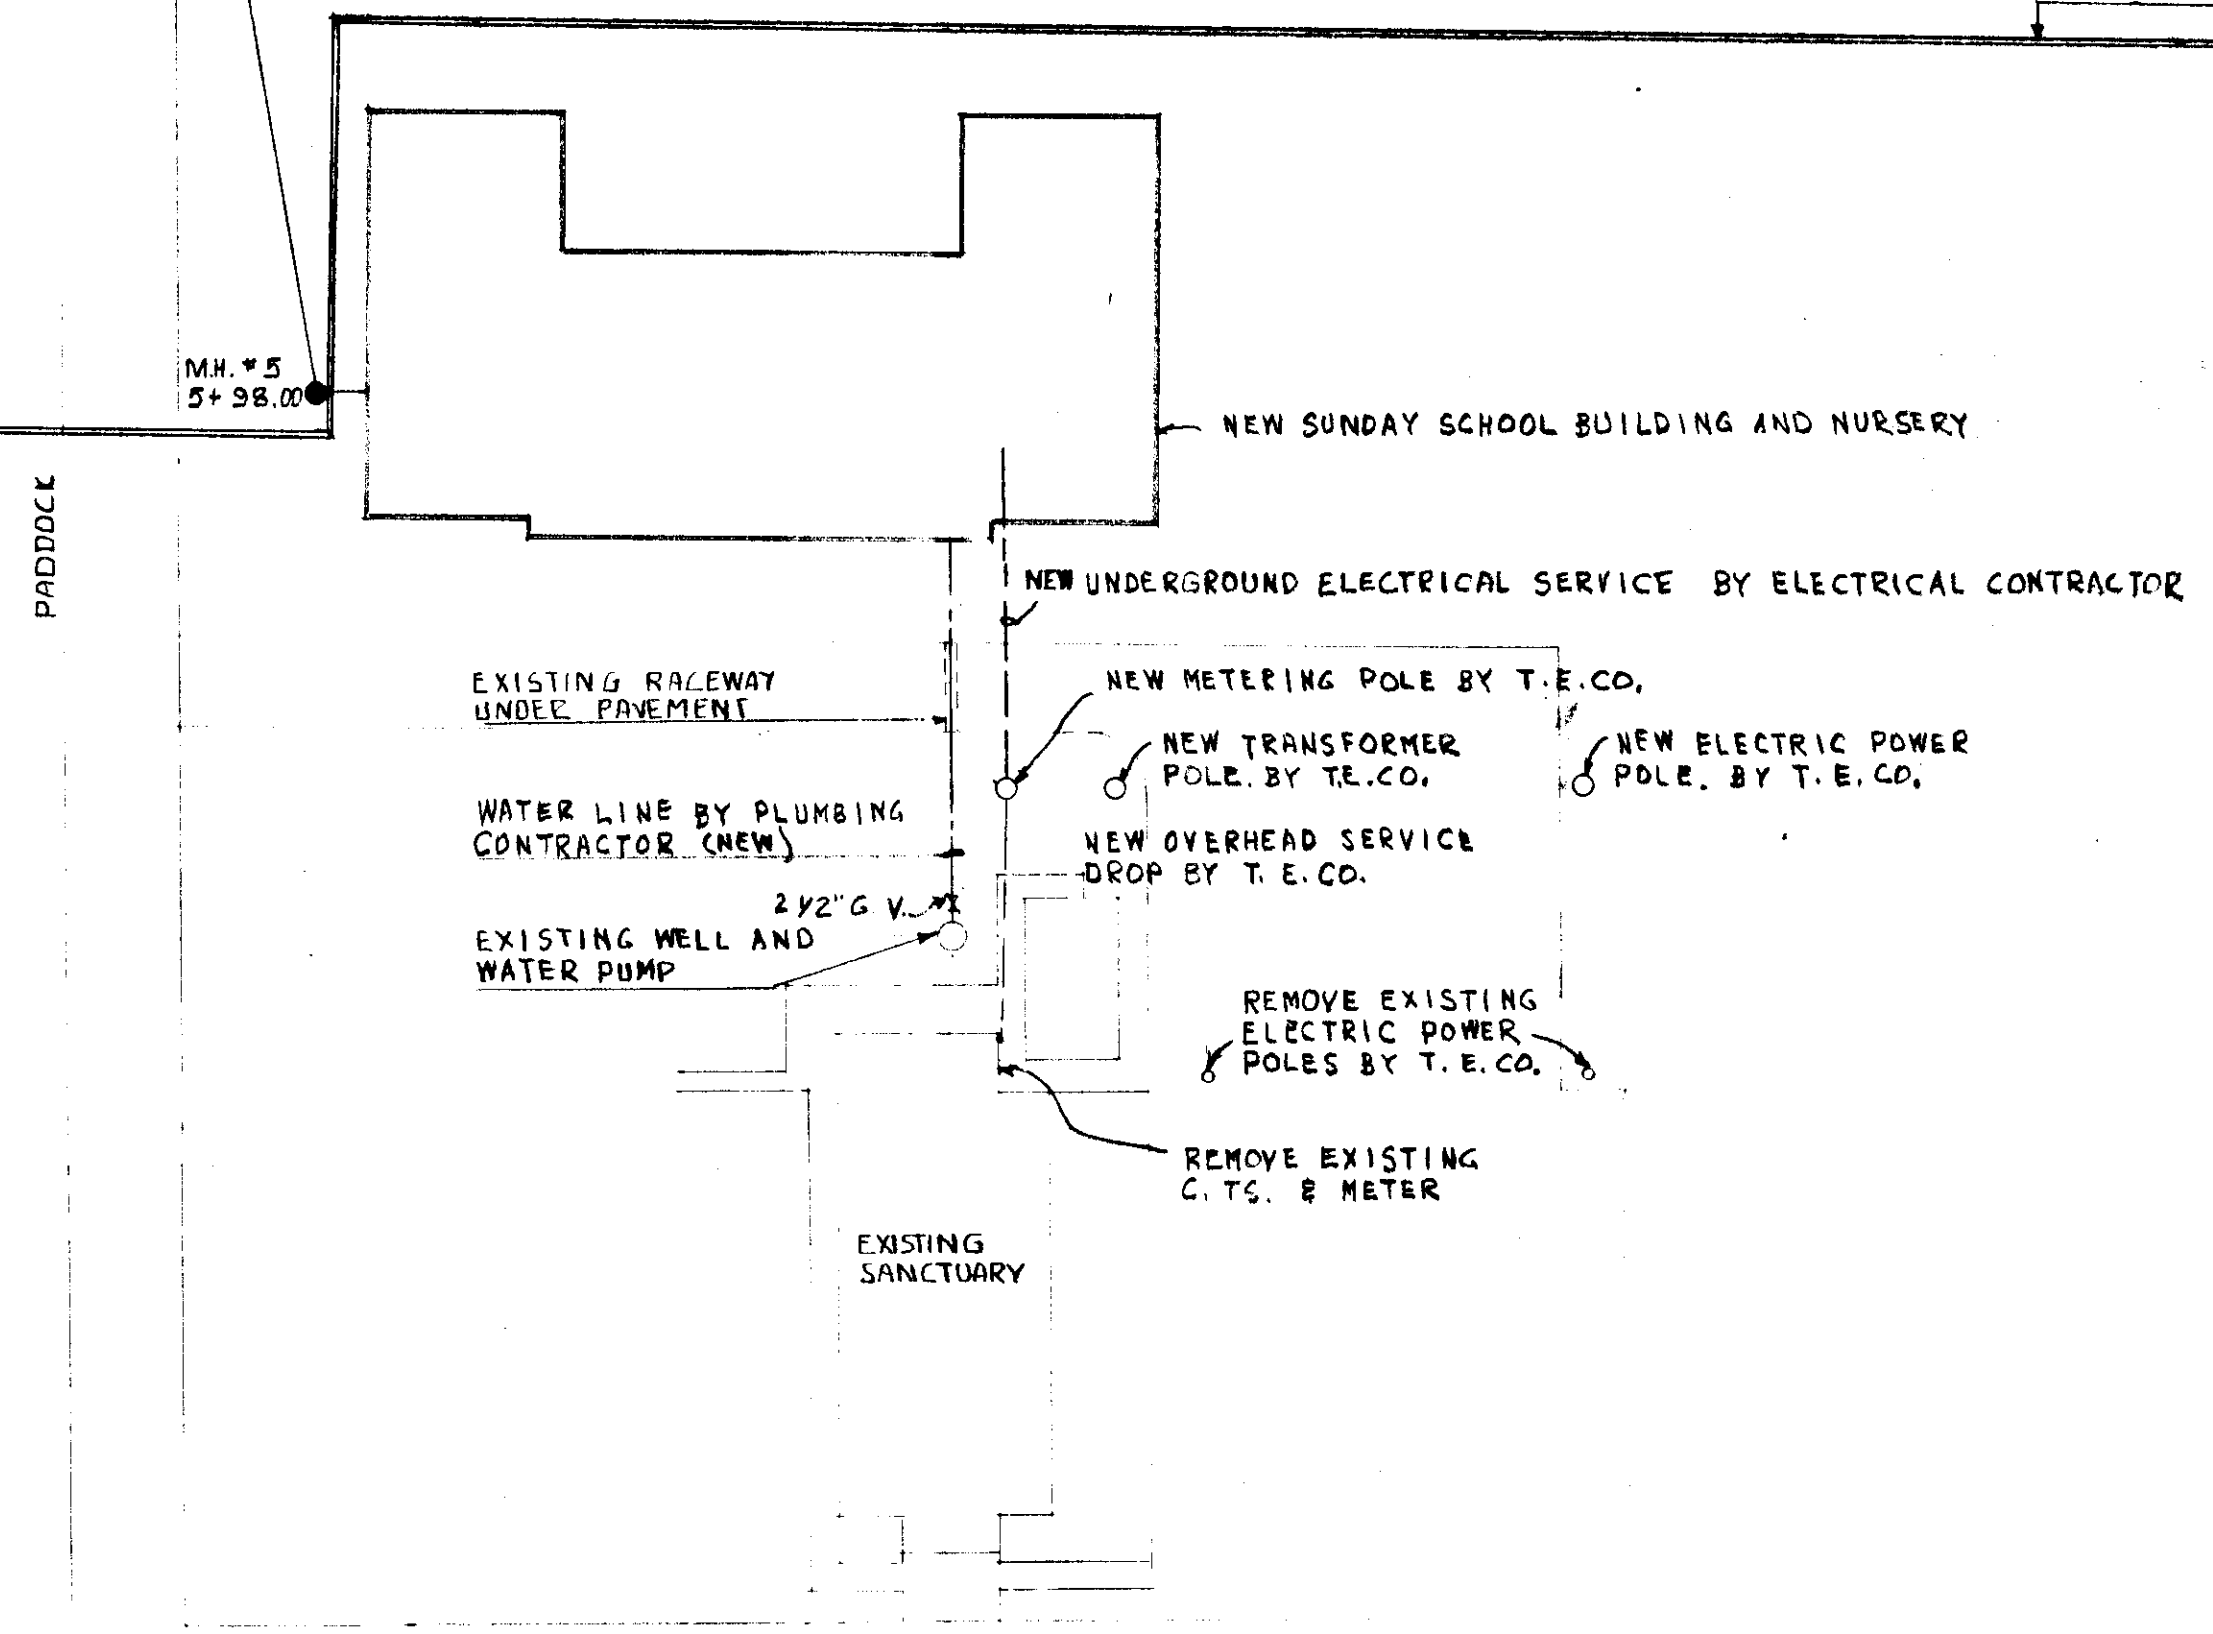 M.H. #5
5+98.00
NEW SUNDAY SCHOOL BUILDING AND NURSERY
PADDOCK
NEW UNDERGROUND ELECTRICAL SERVICE BY ELECTRICAL CONTRACTOR
EXISTING RACEWAY
UNDER PAVEMENT
NEW METERING POLE BY T.E.CO.
NEW TRANSFORMER
POLE. BY T.E.CO.
NEW ELECTRIC POWER
POLE. BY T. E. CO.
WATER LINE BY PLUMBING
CONTRACTOR (NEW)
NEW OVERHEAD SERVICE
DROP BY T. E. CO.
2 1/2" G. V.
EXISTING WELL AND
WATER PUMP
REMOVE EXISTING
ELECTRIC POWER
POLES BY T. E. CO.
REMOVE EXISTING
C. TS. & METER
EXISTING
SANCTUARY